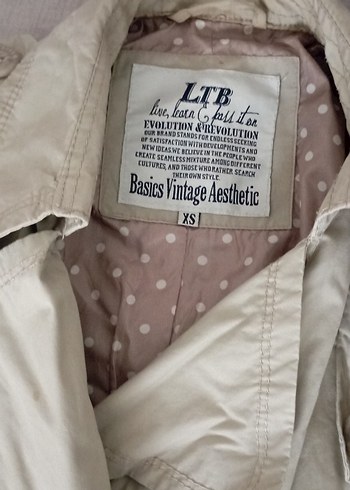 LTB
live, learn & pass it on
EVOLUTION & REVOLUTION
OUR BRAND STANDS FOR ENDLESS SEEKING
OF SATISFACTION WITH DEVELOPMENTS AND
NEW IDEAS.WE BELIEVE IN THE PEOPLE WHO
CREATE SEAMLESS MIXTURE AMONG DIFFERENT
CULTURES, AND THOSE WHO RATHER SEARCH
THEIR OWN STYLE.
Basics Vintage Aesthetic
XS